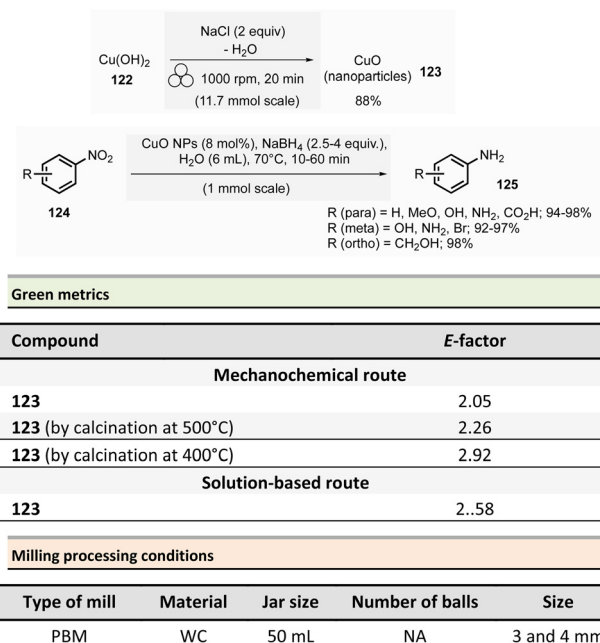 NaCl (2 equiv)
- H₂O
Cu(OH)₂
122
1000 rpm, 20 min
(11.7 mmol scale)
CuO
(nanoparticles) 123
88%
CuO NPs (8 mol%), NaBH₄ (2.5-4 equiv.),
H₂O (6 mL), 70°C, 10-60 min
(1 mmol scale)
R
NO₂
124
R
NH₂
125
R (para) = H, MeO, OH, NH₂, CO₂H; 94-98%
R (meta) = OH, NH₂, Br; 92-97%
R (ortho) = CH₂OH; 98%
Green metrics
Compound E-factor
Mechanochemical route
123 2.05
123 (by calcination at 500°C) 2.26
123 (by calcination at 400°C) 2.92
Solution-based route
123 2..58
Milling processing conditions
Type of mill Material Jar size Number of balls Size
PBM WC 50 mL NA 3 and 4 mm